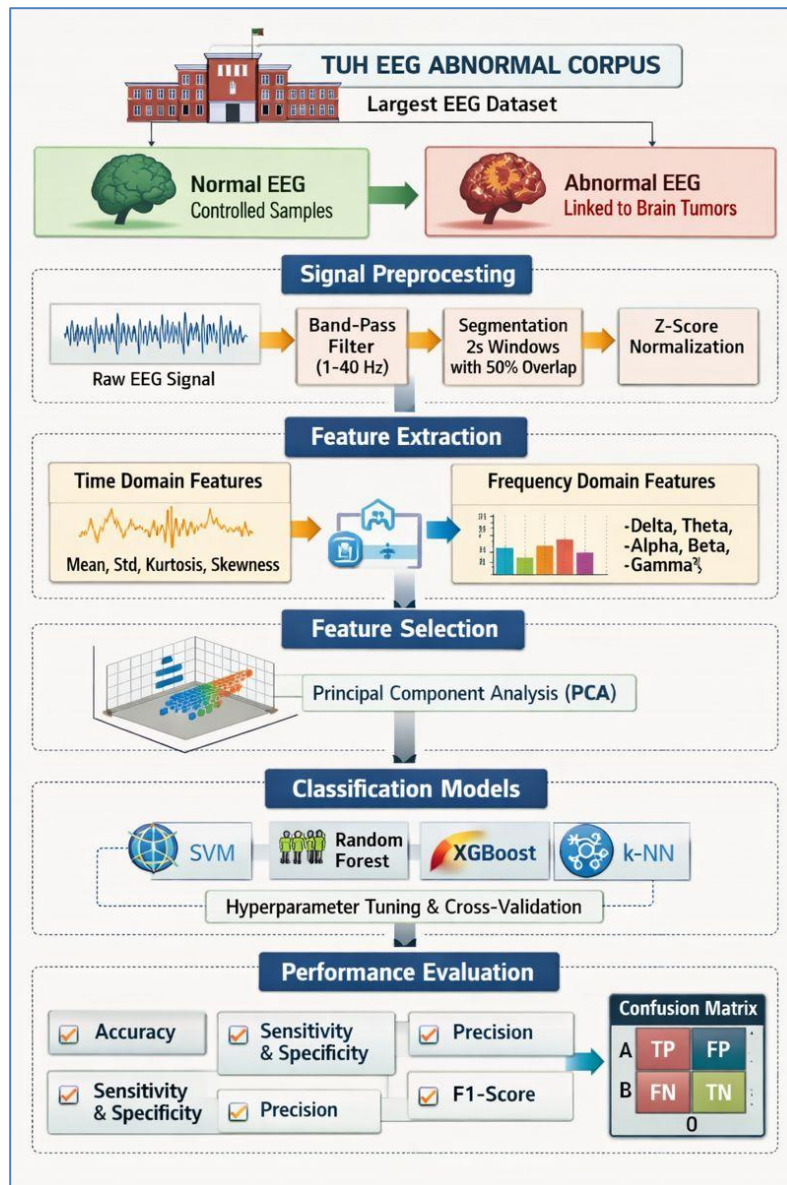 TUH EEG ABNORMAL CORPUS
Largest EEG Dataset
Normal EEG
Controlled Samples
Abnormal EEG
Linked to Brain Tumors
Signal Preprocesting
Raw EEG Signal
Band-Pass
Filter
(1-40 Hz)
Segmentation
2s Windows
with 50% Overlap
Z-Score
Normalization
Feature Extraction
Time Domain Features
Mean, Std, Kurtosis, Skewness
Frequency Domain Features
-Delta, Theta,
-Alpha, Beta,
-Gamma
Feature Selection
Principal Component Analysis (PCA)
Classification Models
SVM
Random
Forest
XGBoost
k-NN
Hyperparameter Tuning & Cross-Validation
Performance Evaluation
Accuracy
Sensitivity
& Specificity
Precision
Sensitivity
& Specificity
Precision
F1-Score
Confusion Matrix
A TP FP
B FN TN
0